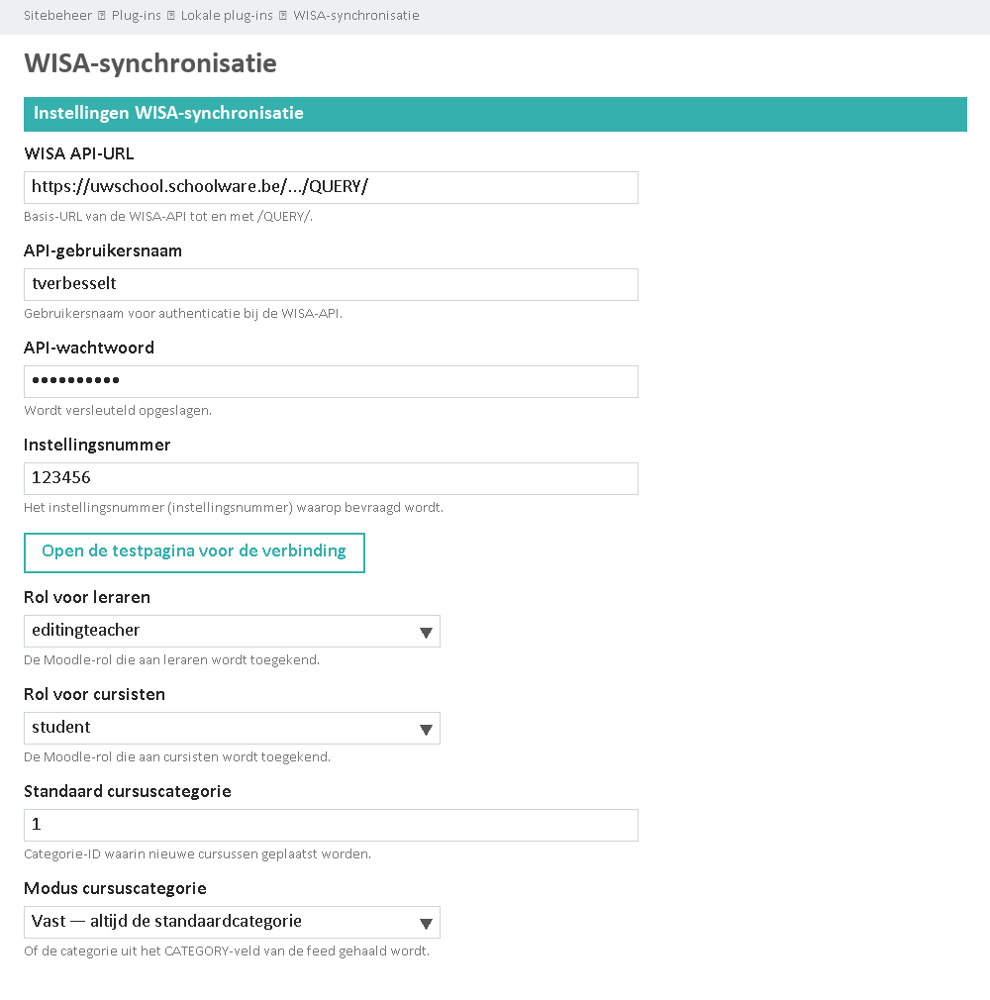 Sitebeheer Plug-ins Lokale plug-ins WISA-synchronisatie
WISA-synchronisatie
Instellingen WISA-synchronisatie
WISA API-URL
https://uwschool.schoolware.be/.../QUERY/
Basis-URL van de WISA-API tot en met /QUERY/.
API-gebruikersnaam
tverbesselt
Gebruikersnaam voor authenticatie bij de WISA-API.
API-wachtwoord
••••••••••
Wordt versleuteld opgeslagen.
Instellingsnummer
123456
Het instellingsnummer (instellingsnummer) waarop bevraagd wordt.
Open de testpagina voor de verbinding
Rol voor leraren
editingteacher
De Moodle-rol die aan leraren wordt toegekend.
Rol voor cursisten
student
De Moodle-rol die aan cursisten wordt toegekend.
Standaard cursuscategorie
1
Categorie-ID waarin nieuwe cursussen geplaatst worden.
Modus cursuscategorie
Vast — altijd de standaardcategorie
Of de categorie uit het CATEGORY-veld van de feed gehaald wordt.